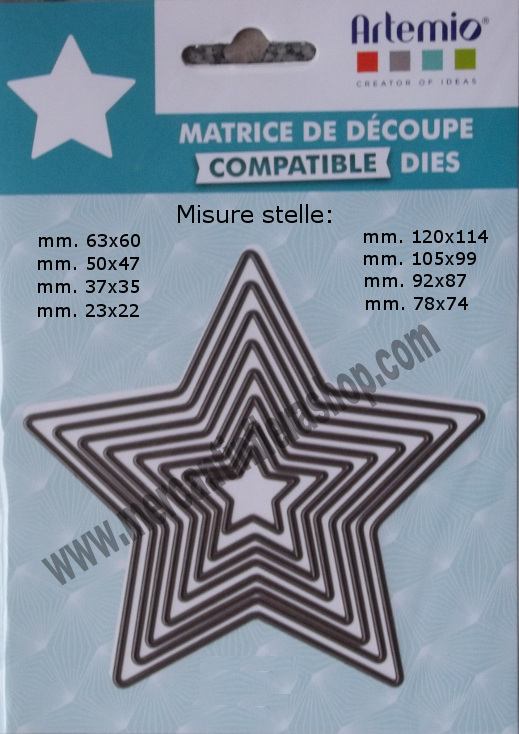 Artemio®
CREATOR OF IDEAS
MATRICE DE DÉCOUPE
COMPATIBLE DIES
Misure stelle:
mm. 63x60
mm. 50x47
mm. 37x35
mm. 23x22
mm. 120x114
mm. 105x99
mm. 92x87
mm. 78x74